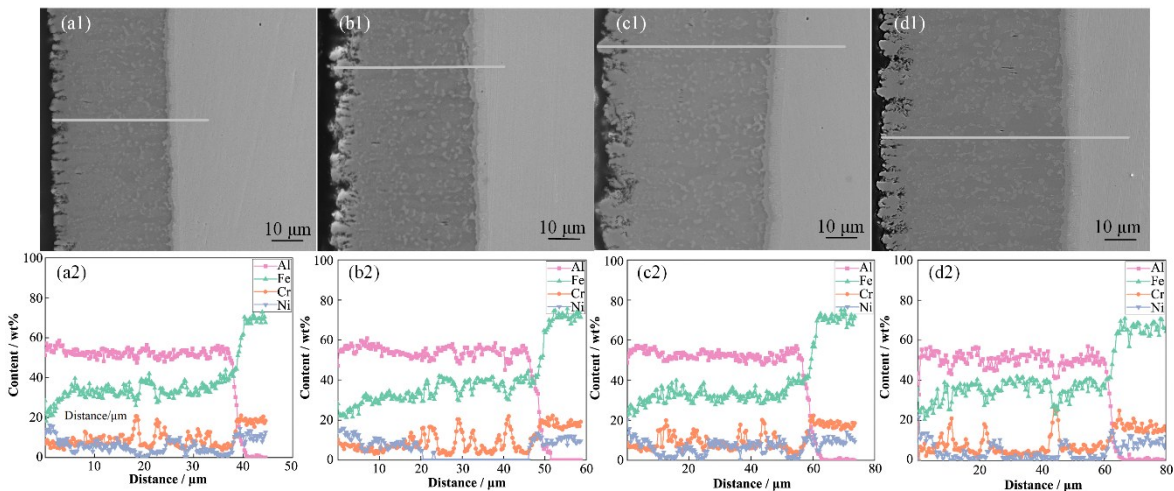 (a1)
10 μm
(b1)
10 μm
(c1)
10 μm
(d1)
10 μm
(a2)
Al
Fe
Cr
Ni
Content / wt%
100
80
60
40
20
0
Distance/μm
10
20
30
40
50
Distance / μm
(b2)
Al
Fe
Cr
Ni
Content / wt%
100
80
60
40
20
0
0
10
20
30
40
50
60
Distance / μm
(c2)
Al
Fe
Cr
Ni
Content / wt%
100
80
60
40
20
0
20
40
60
80
Distance / μm
(d2)
Al
Fe
Cr
Ni
Content / wt%
100
80
60
40
20
0
20
40
60
80
Distance / μm